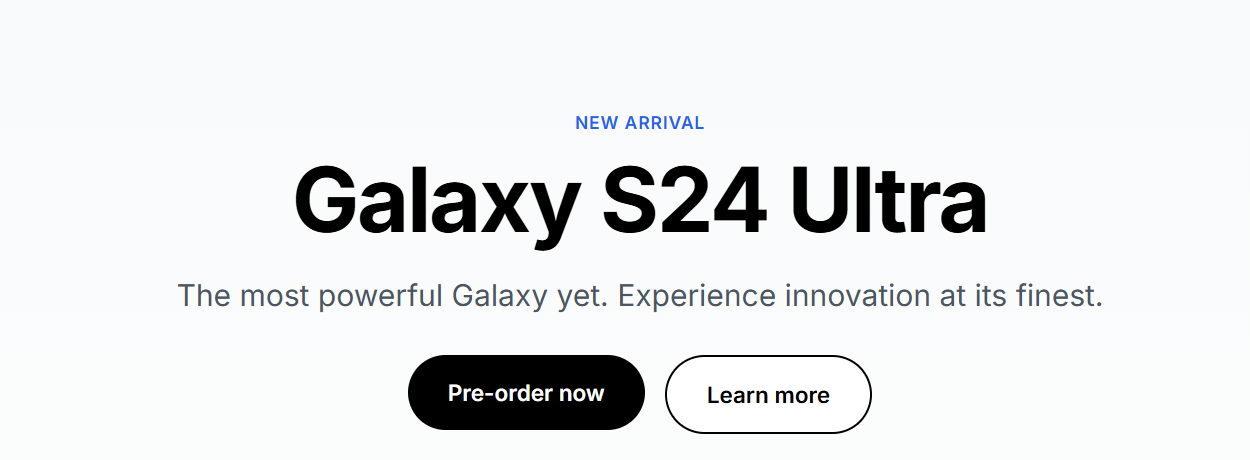 NEW ARRIVAL
Galaxy S24 Ultra
The most powerful Galaxy yet. Experience innovation at its finest.
Pre-order now
Learn more